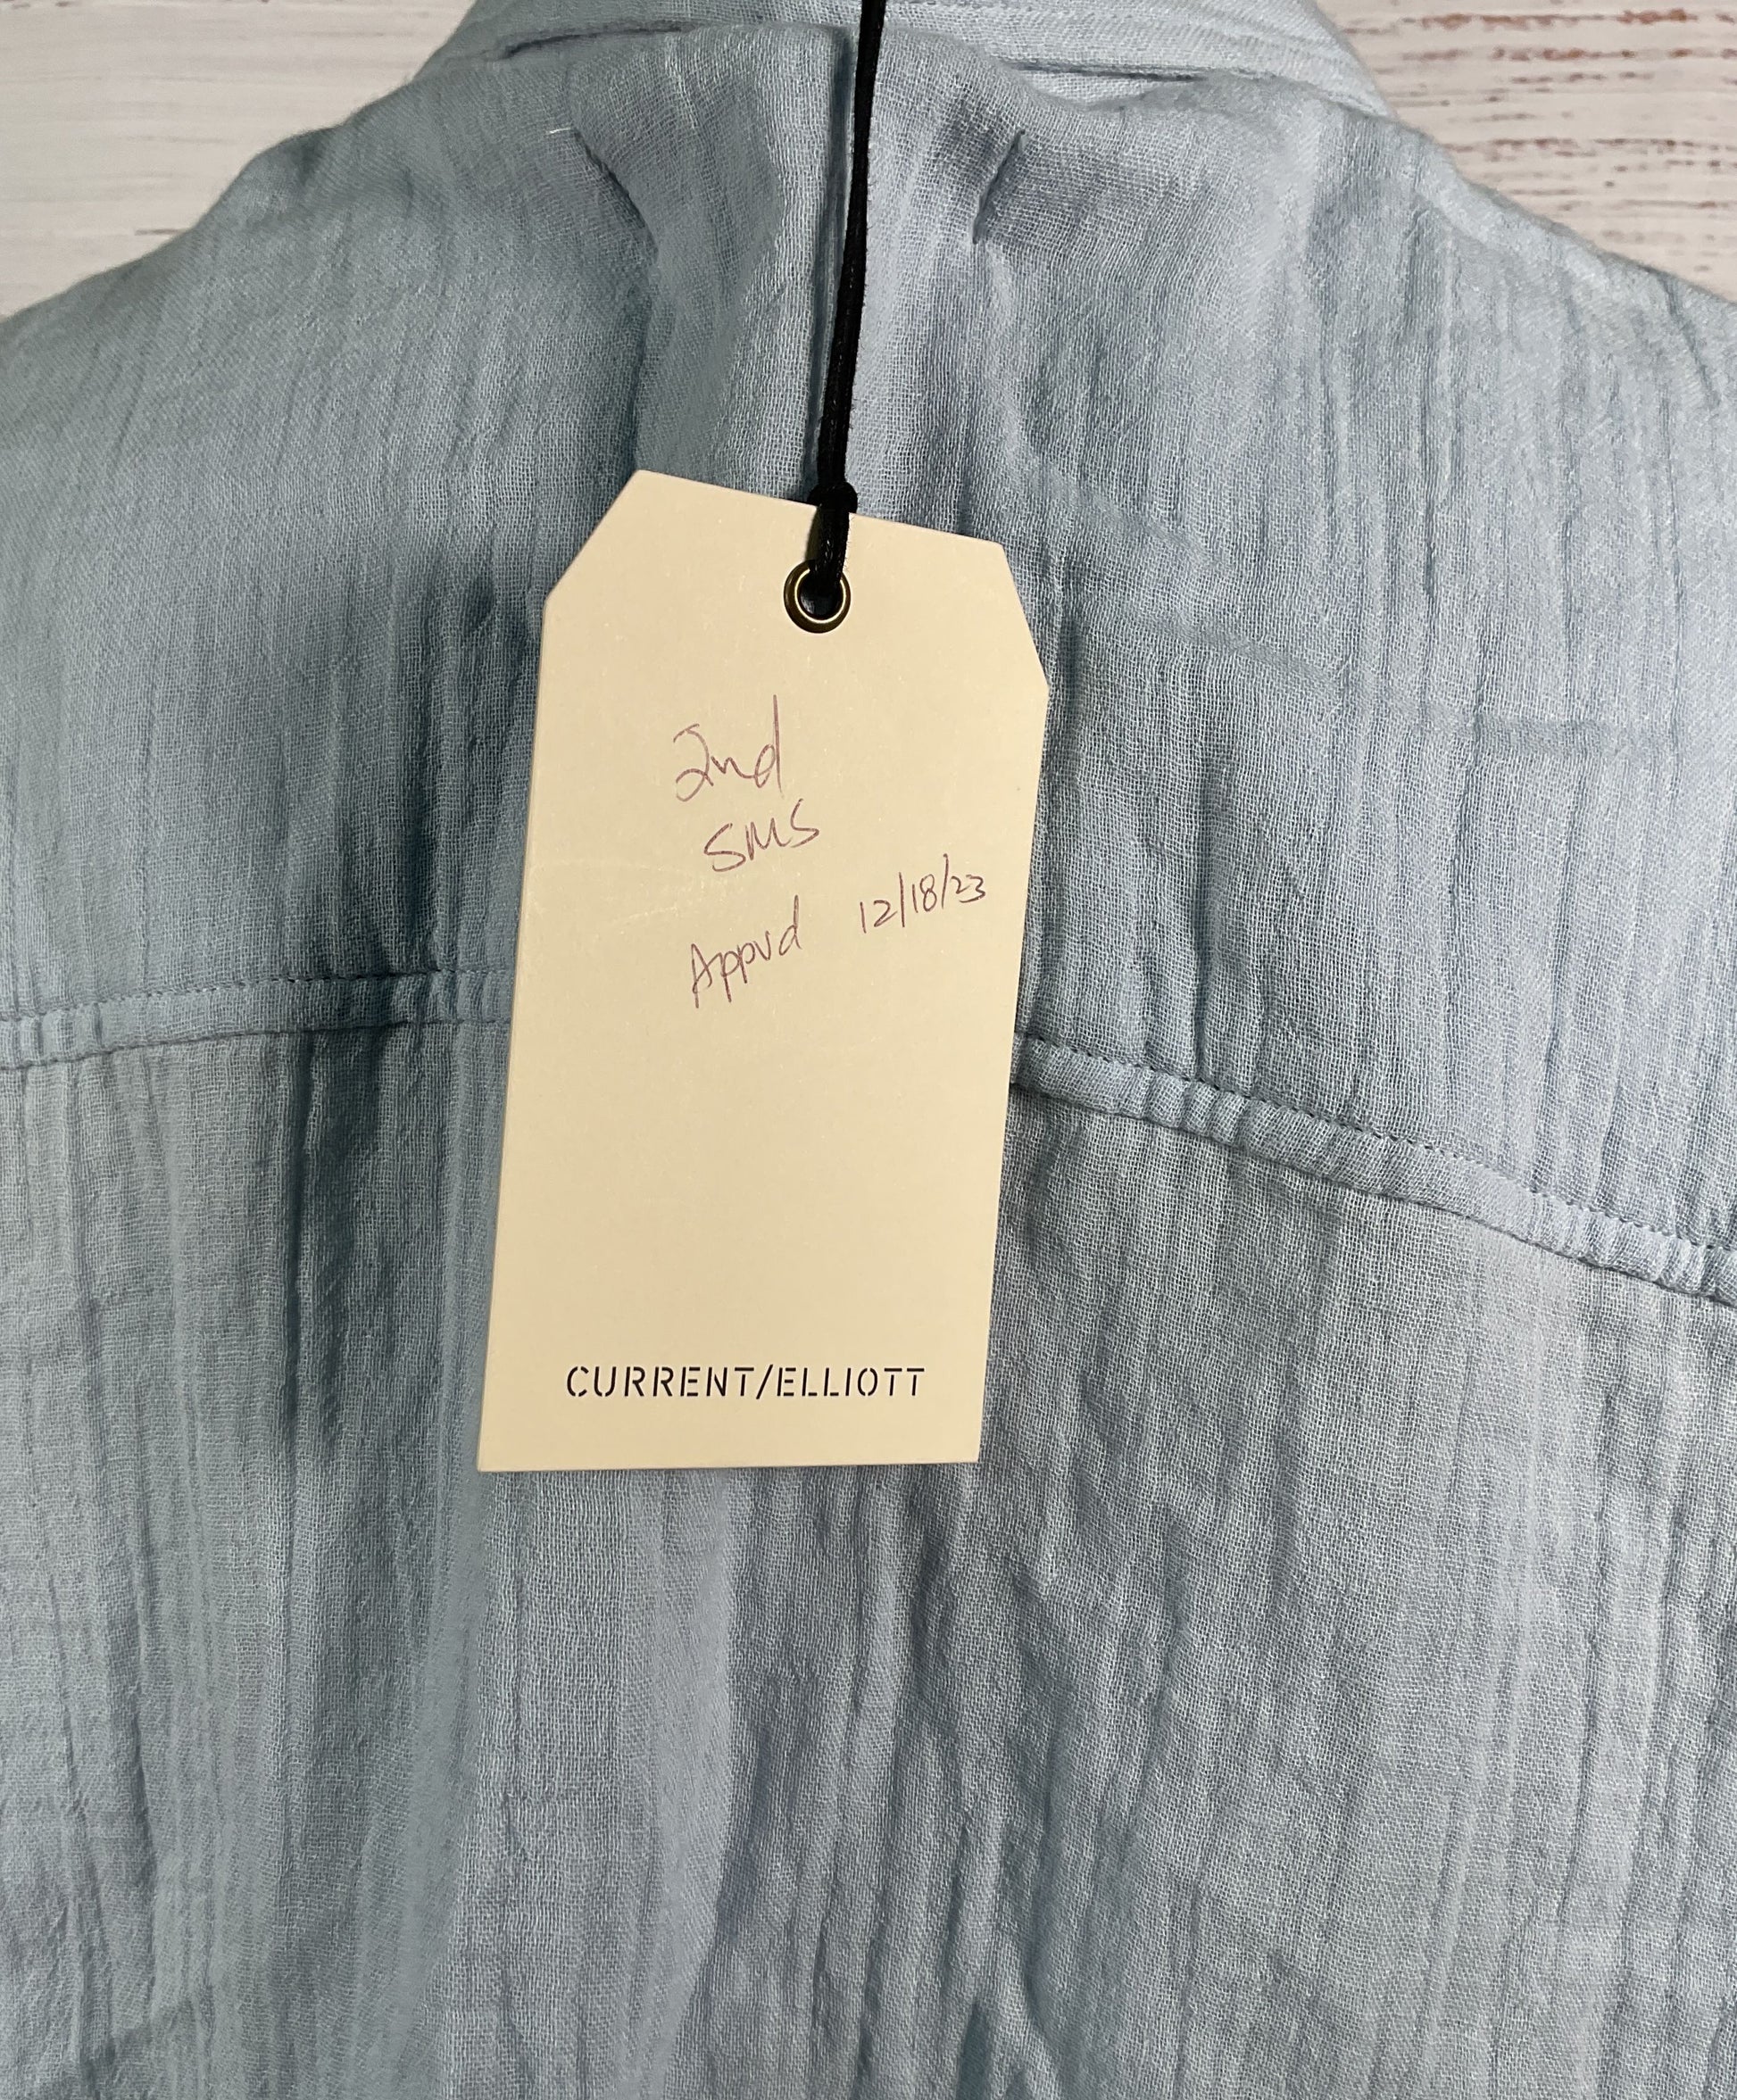 2nd
SMS
Appvd 12/18/23
CURRENT/ELLIOTT